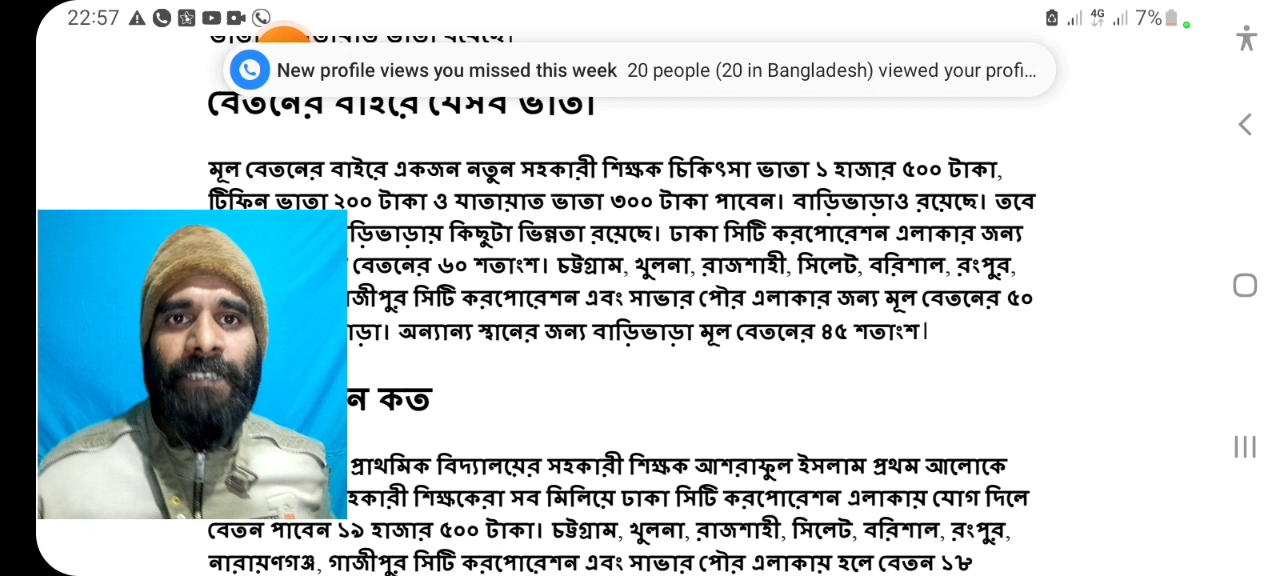 22:57
4G 7%
New profile views you missed this week 20 people (20 in Bangladesh) viewed your profi...
বেতনের বাইরে যেসব ভাতা
মূল বেতনের বাইরে একজন নতুন সহকারী শিক্ষক চিকিৎসা ভাতা ১ হাজার ৫০০ টাকা,
টিফিন ভাতা ২০০ টাকা ও যাতায়াত ভাতা ৩০০ টাকা পাবেন। বাড়িভাড়াও রয়েছে। তবে
ড়িভাড়ায় কিছুটা ভিন্নতা রয়েছে। ঢাকা সিটি করপোরেশন এলাকার জন্য
বেতনের ৬০ শতাংশ। চট্টগ্রাম, খুলনা, রাজশাহী, সিলেট, বরিশাল, রংপুর,
জীপুর সিটি করপোরেশন এবং সাভার পৌর এলাকার জন্য মূল বেতনের ৫০
ড়া। অন্যান্য স্থানের জন্য বাড়িভাড়া মূল বেতনের ৪৫ শতাংশ।
ন কত
প্রাথমিক বিদ্যালয়ের সহকারী শিক্ষক আশরাফুল ইসলাম প্রথম আলোকে
হকারী শিক্ষকেরা সব মিলিয়ে ঢাকা সিটি করপোরেশন এলাকায় যোগ দিলে
বেতন পাবেন ১৯ হাজার ৫০০ টাকা। চট্টগ্রাম, খুলনা, রাজশাহী, সিলেট, বরিশাল, রংপুর,
নারায়ণগঞ্জ, গাজীপুর সিটি করপোরেশন এবং সাভার পৌর এলাকায় হলে বেতন ১৮